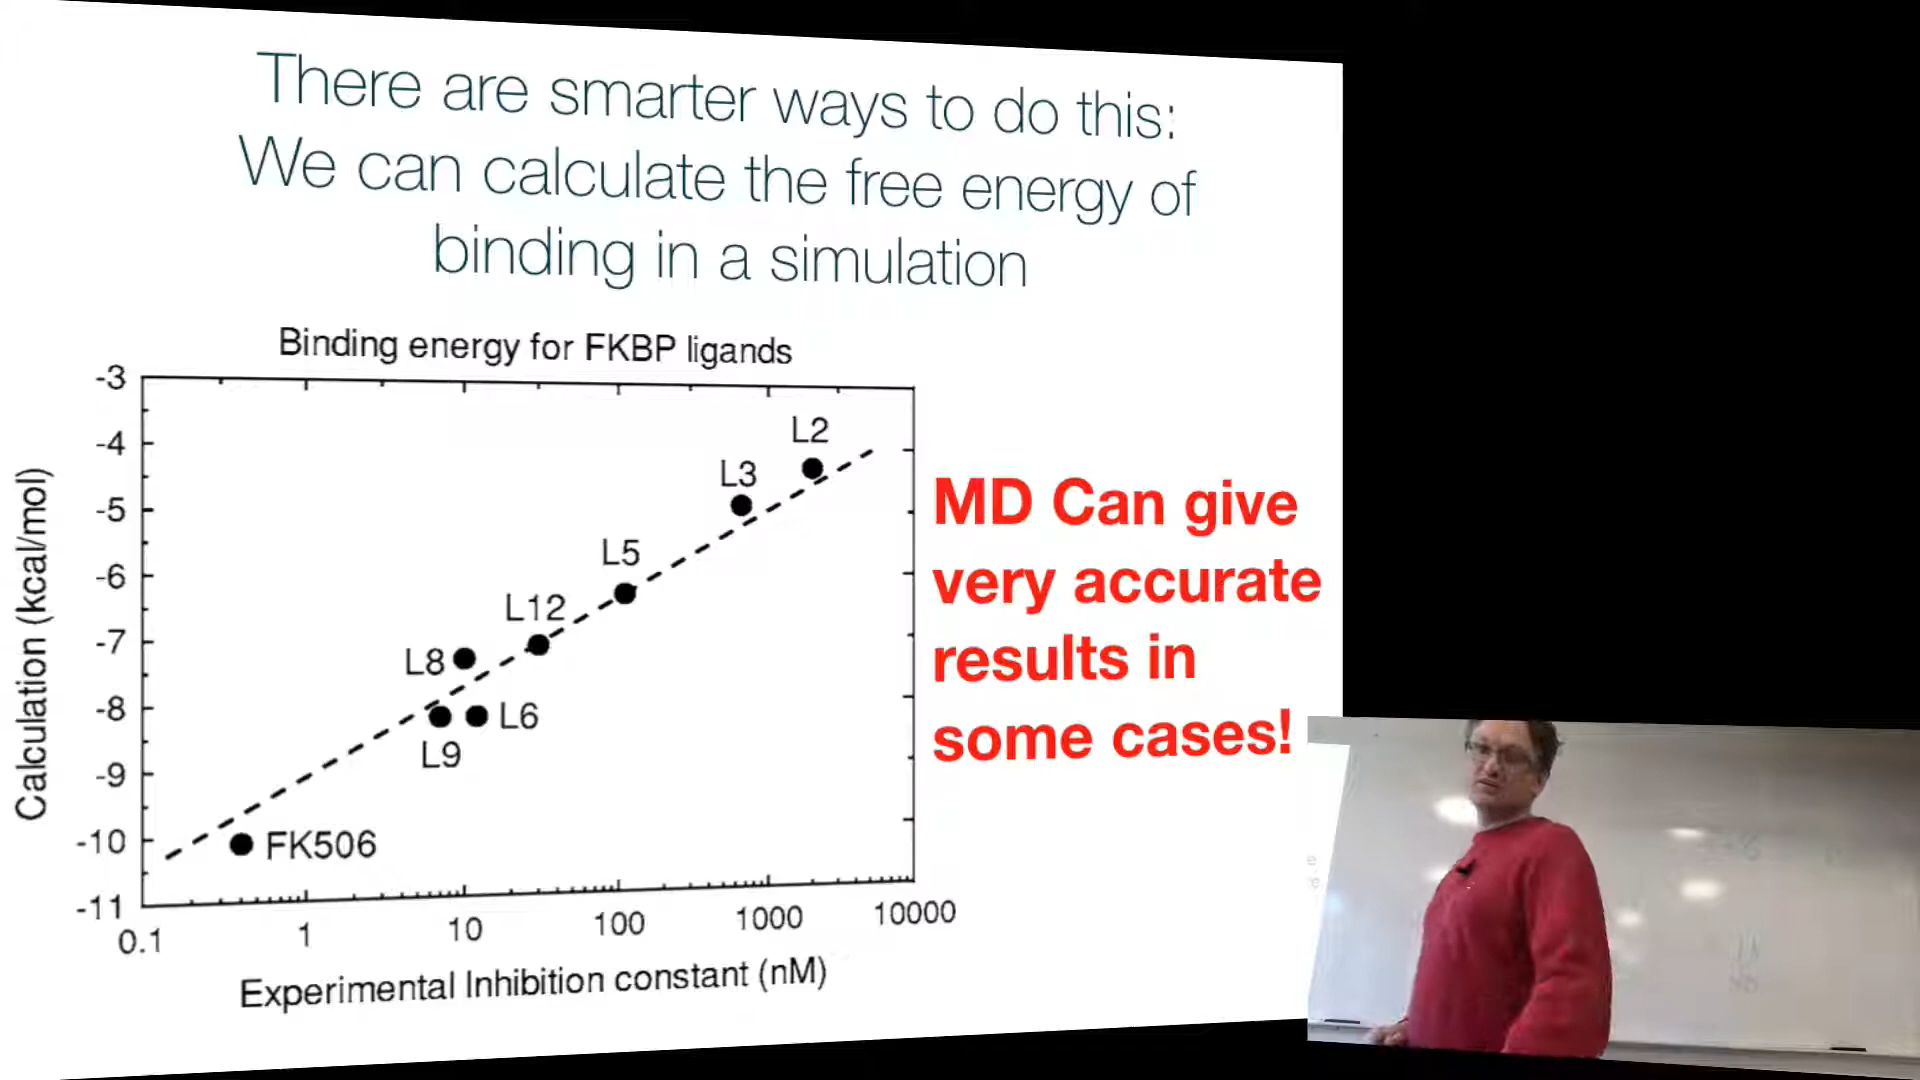 There are smarter ways to do this:
We can calculate the free energy of
binding in a simulation
Binding energy for FKBP ligands
-3
-4
-5
-6
-7
-8
-9
-10
-11
Calculation (kcal/mol)
L2
L3
L5
L12
L8
L6
L9
FK506
0.1
1
10
100
1000
10000
Experimental Inhibition constant (nM)
MD Can give
very accurate
results in
some cases!